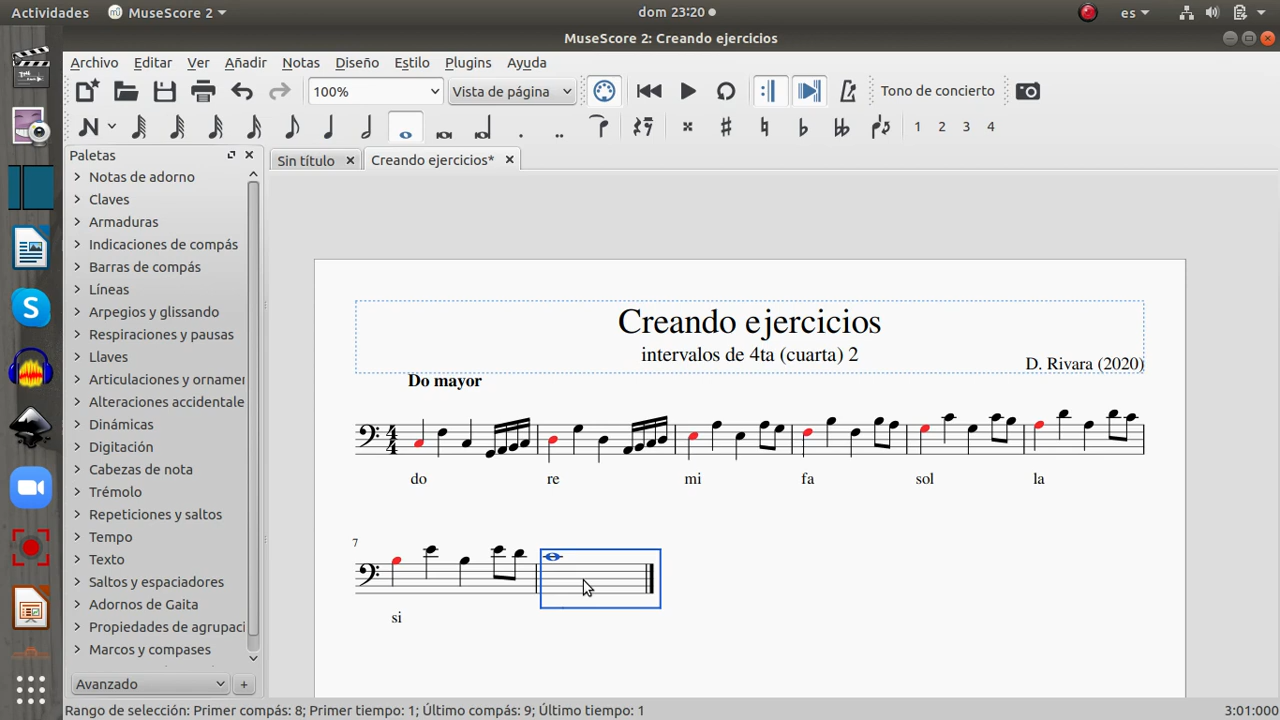 Actividades MuseScore 2 dom 23:20 es
MuseScore 2: Creando ejercicios
Archivo Editar Ver Añadir Notas Diseño Estilo Plugins Ayuda
100% Vista de página Tono de concierto
1 2 3 4
Paletas
Sin título Creando ejercicios*
Notas de adorno
Claves
Armaduras
Indicaciones de compás
Barras de compás
Líneas
Arpegios y glissando
Respiraciones y pausas
Llaves
Articulaciones y ornamer
Alteraciones accidentale
Dinámicas
Digitación
Cabezas de nota
Trémolo
Repeticiones y saltos
Tempo
Texto
Saltos y espaciadores
Adornos de Gaita
Propiedades de agrupaci
Marcos y compases
Avanzado
Creando ejercicios
intervalos de 4ta (cuarta) 2
D. Rivara (2020)
Do mayor
4
4
do re mi fa sol la
7
si
Rango de selección: Primer compás: 8; Primer tiempo: 1; Último compás: 9; Último tiempo: 1 3:01:000